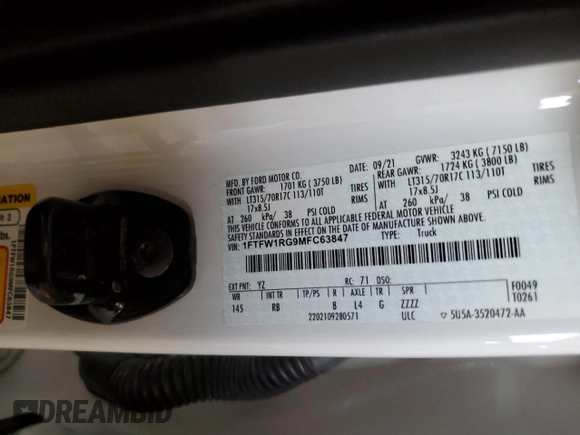 MFD. BY FORD MOTOR CO.
DATE: 09/21 GVWR: 3243 KG ( 7150 LB)
FRONT GAWR: 1701 KG ( 3750 LB) REAR GAWR: 1724 KG ( 3800 LB)
WITH LT315/70R17C 113/110T TIRES WITH LT315/70R17C 113/110T TIRES
17x8.5J RIMS 17x8.5J RIMS
AT 260 kPa/ 38 PSI COLD AT 260 kPa/ 38 PSI COLD
THIS VEHICLE CONFORMS TO ALL APPLICABLE FEDERAL MOTOR VEHICLE
SAFETY STANDARDS IN EFFECT ON THE DATE OF MANUFACTURE SHOWN ABOVE.
VIN: 1FTFW1RG9MFC63847 TYPE: Truck
EXT PNT: YZ RC: 71 DSO: F0049
WB INT TR TP/PS R AXLE TR SPR T0261
145 RB 8 L4 G ZZZZ
2202109280571 ULC ▽ 5U5A-3520472-AA
1FTFW1RG9MFC63847
DREAMBID